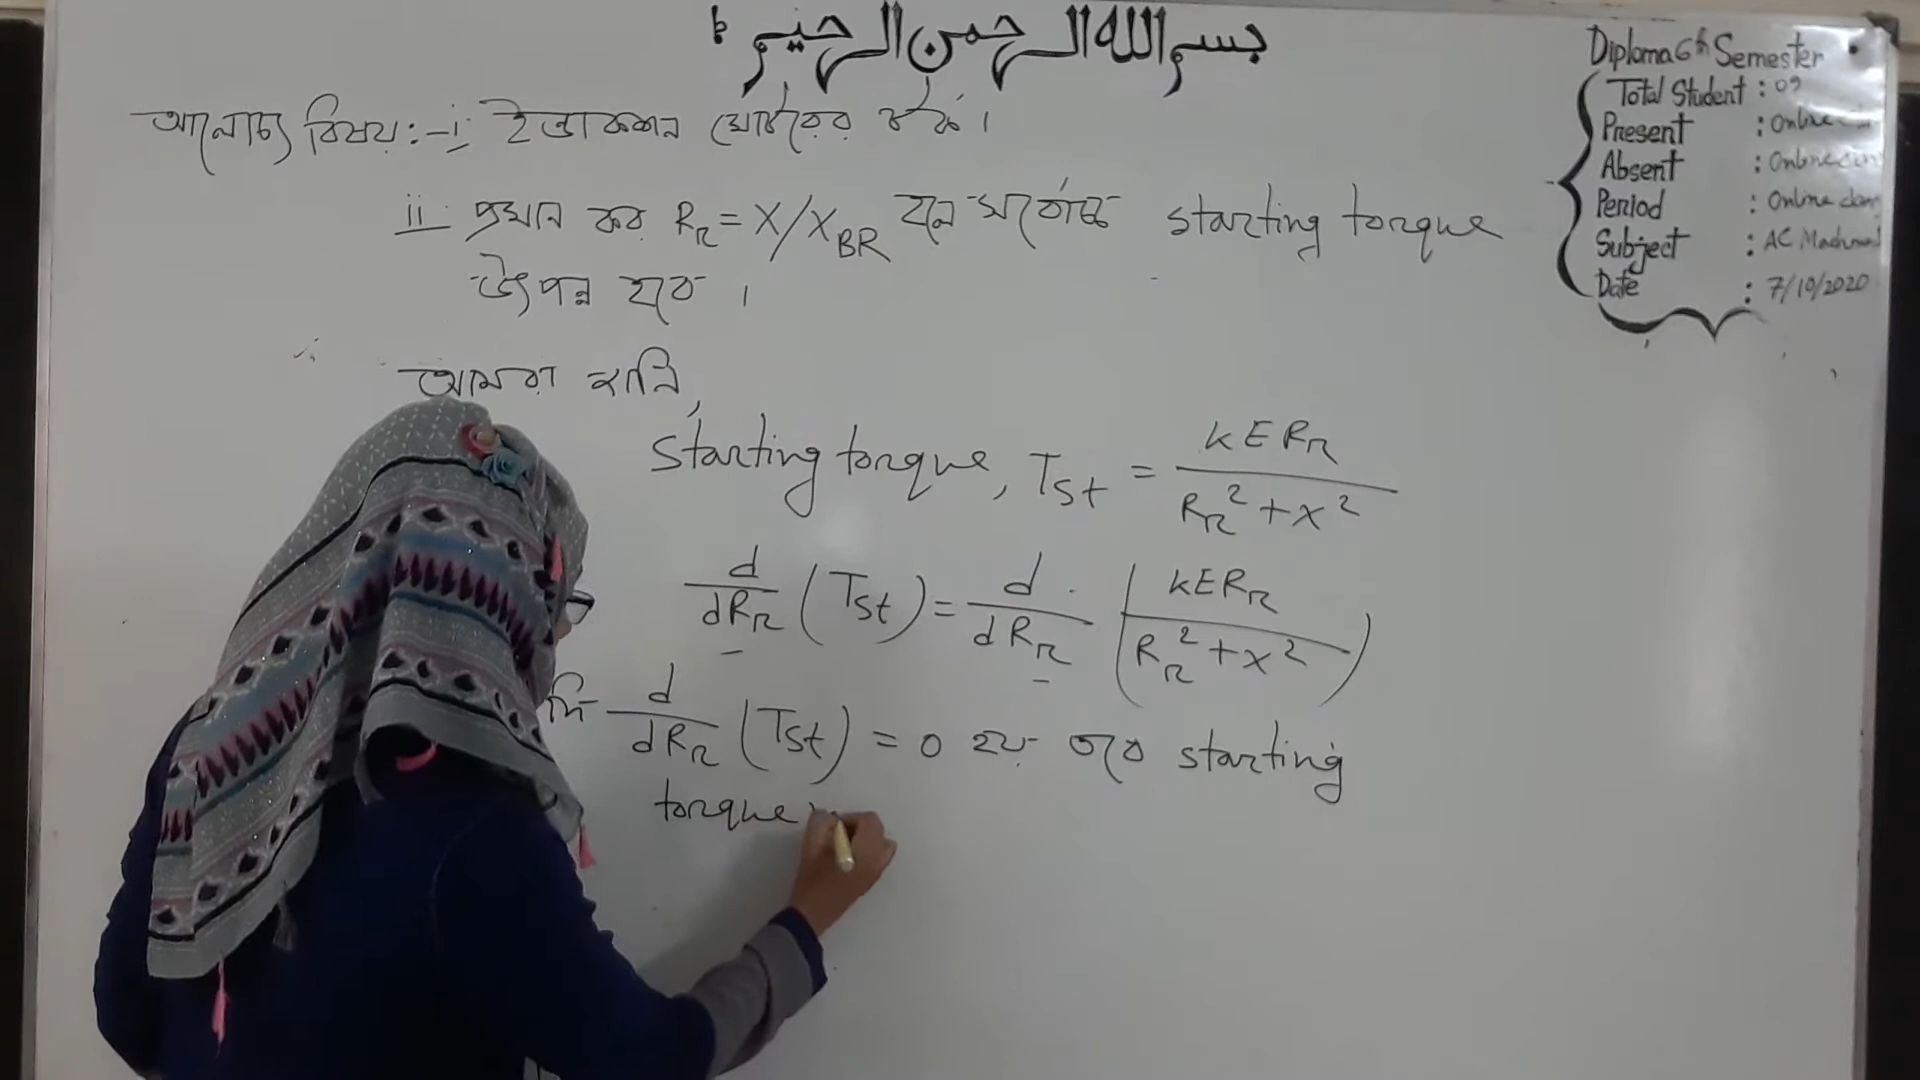 بسم الله الرحمن الرحيم
আলোচ্য বিষয়:- i. ইন্ডাকশন মোটরের টর্ক।
ii প্রমান কর R_R = X/X_BR হলে সর্বোচ্চ starting torque
উৎপন্ন হবে ।
আমরা জানি,
Starting torque, T_St = kER_R / (R_R² + x²)
d/dR_R (T_St) = d/dR_R (kER_R / (R_R² + x²))
d/dR_R (T_St) = 0 হয় তবে starting
torque
Diploma 6th Semester
Total Student : 09
Present : Online
Absent : Online
Period : Online class
Subject : AC Machine
Date : 7/10/2020